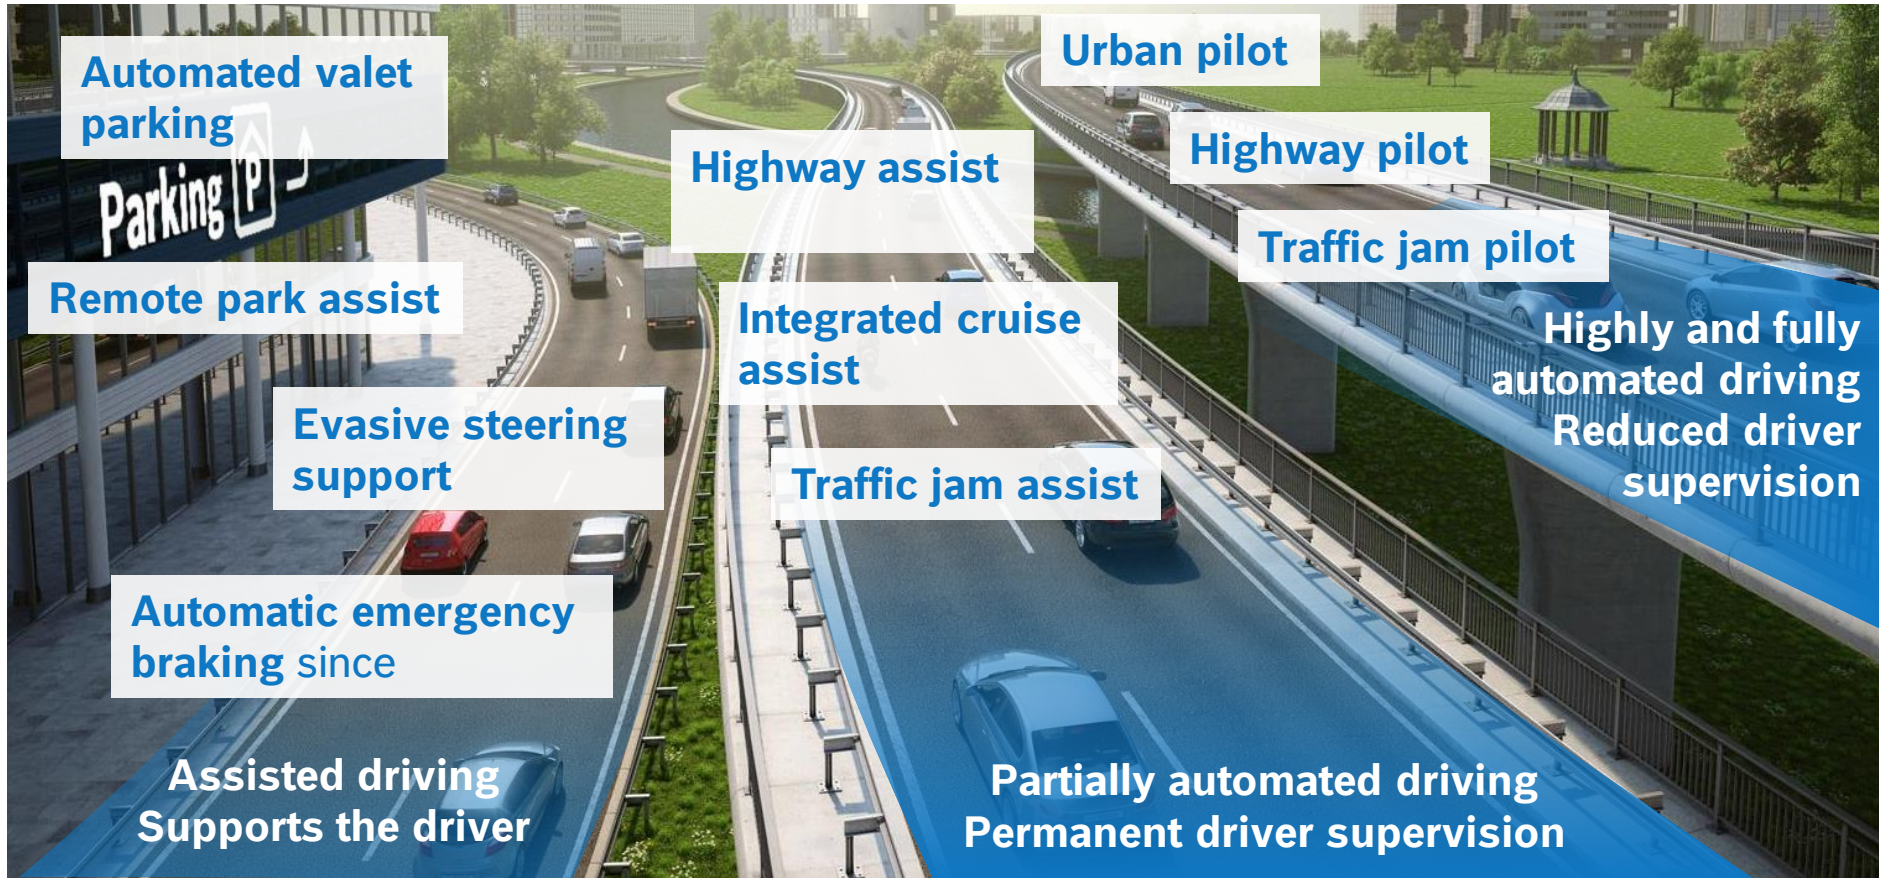 Automated valet
parking
Parking P
Remote park assist
Evasive steering
support
Automatic emergency
braking since
Assisted driving
Supports the driver
Highway assist
Integrated cruise
assist
Traffic jam assist
Partially automated driving
Permanent driver supervision
Urban pilot
Highway pilot
Traffic jam pilot
Highly and fully
automated driving
Reduced driver
supervision